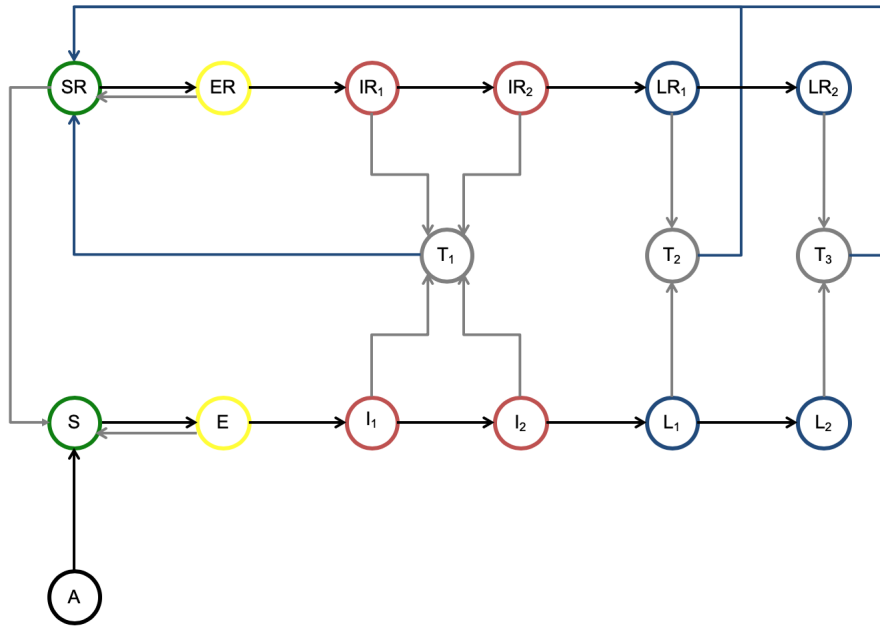 SR ER IR₁ IR₂ LR₁ LR₂
T₁ T₂ T₃
S E I₁ I₂ L₁ L₂
A